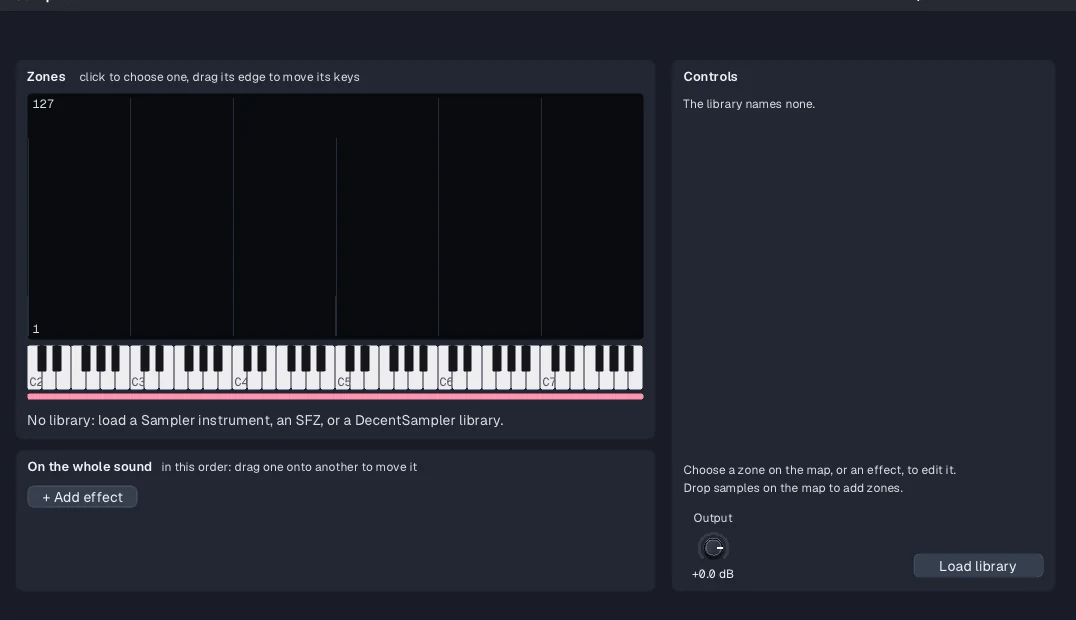 Zones click to choose one, drag its edge to move its keys
127
1
C2 C3 C4 C5 C6 C7
No library: load a Sampler instrument, an SFZ, or a DecentSampler library.
On the whole sound in this order: drag one onto another to move it
+ Add effect
Controls
The library names none.
Choose a zone on the map, or an effect, to edit it.
Drop samples on the map to add zones.
Output
+0.0 dB
Load library